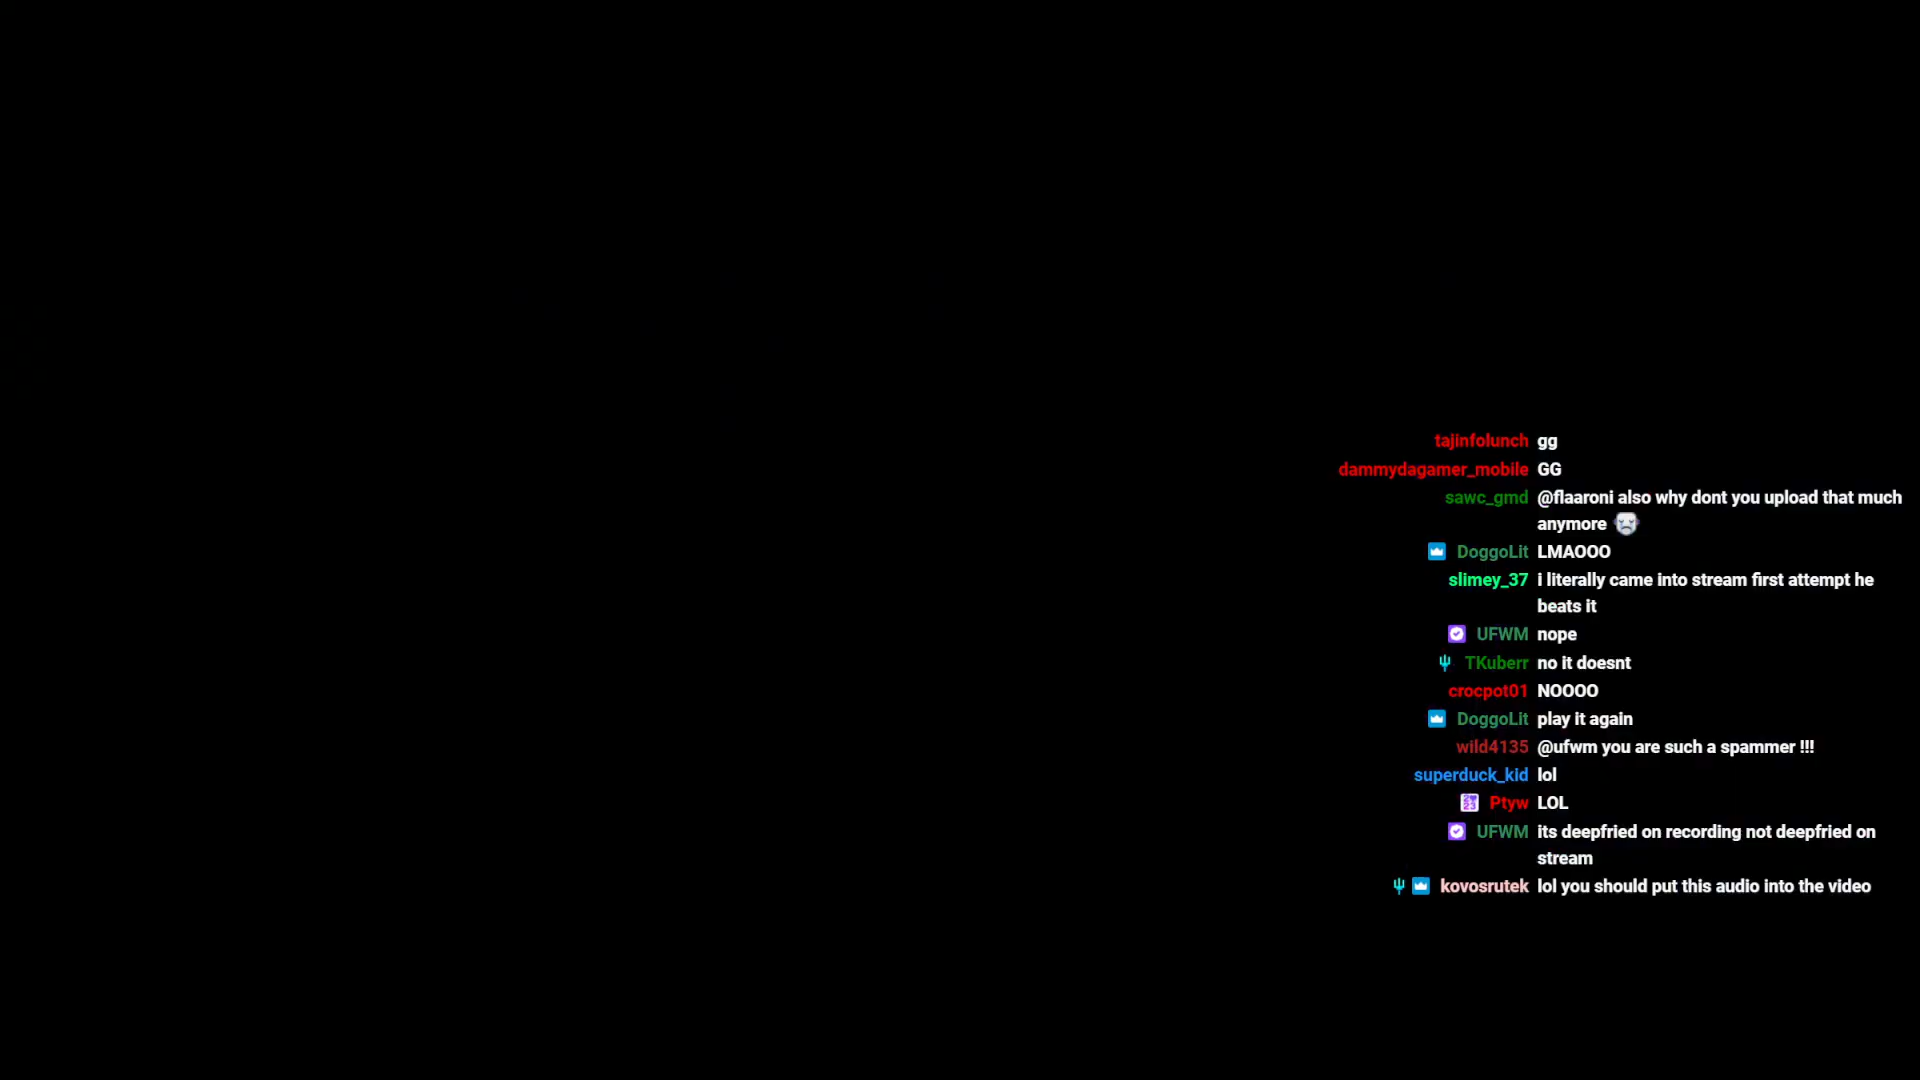 tajinfolunch gg
dammydagamer_mobile GG
sawc_gmd @flaaroni also why dont you upload that much
anymore
DoggoLit LMAOOO
slimey_37 i literally came into stream first attempt he
beats it
UFWM nope
TKuberr no it doesnt
crocpot01 NOOOO
DoggoLit play it again
wild4135 @ufwm you are such a spammer !!!
superduck_kid lol
Ptyw LOL
UFWM its deepfried on recording not deepfried on
stream
kovosrutek lol you should put this audio into the video